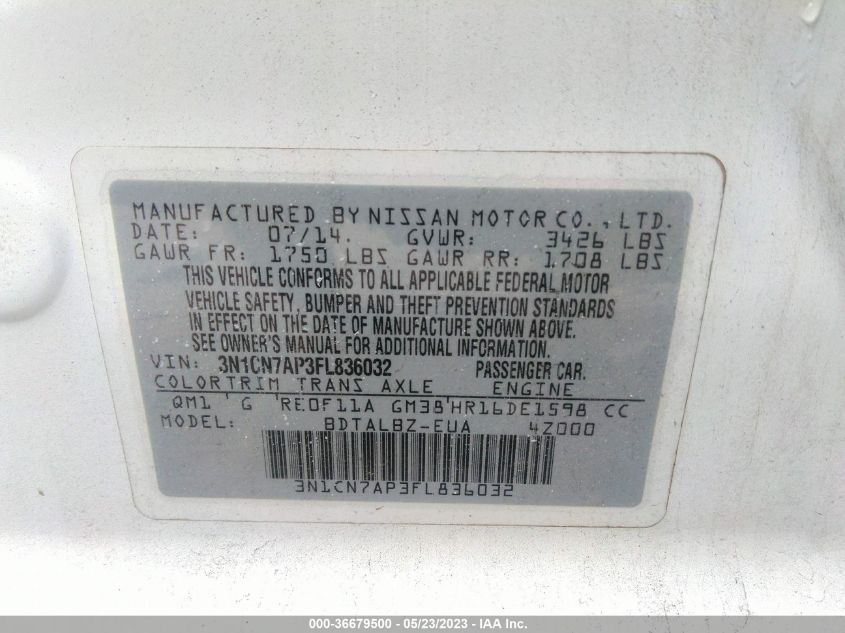 MANUFACTURED BY NISSAN MOTOR CO., LTD.
DATE: 07/14. GVWR: 3426 LBS
GAWR FR: 1750 LBS GAWR RR: 1708 LBS
THIS VEHICLE CONFORMS TO ALL APPLICABLE FEDERAL MOTOR
VEHICLE SAFETY, BUMPER AND THEFT PREVENTION STANDARDS
IN EFFECT ON THE DATE OF MANUFACTURE SHOWN ABOVE.
SEE OWNER'S MANUAL FOR ADDITIONAL INFORMATION.
VIN: 3N1CN7AP3FL836032 PASSENGER CAR.
COLORTRIM TRANS AXLE ENGINE
QM1 ' G 'RE0F11A GM38'HR16DE1598 CC
MODEL: BDTALBZ-EUA 4Z000
3N1CN7AP3FL836032
000-36679500 - 05/23/2023 - IAA Inc.